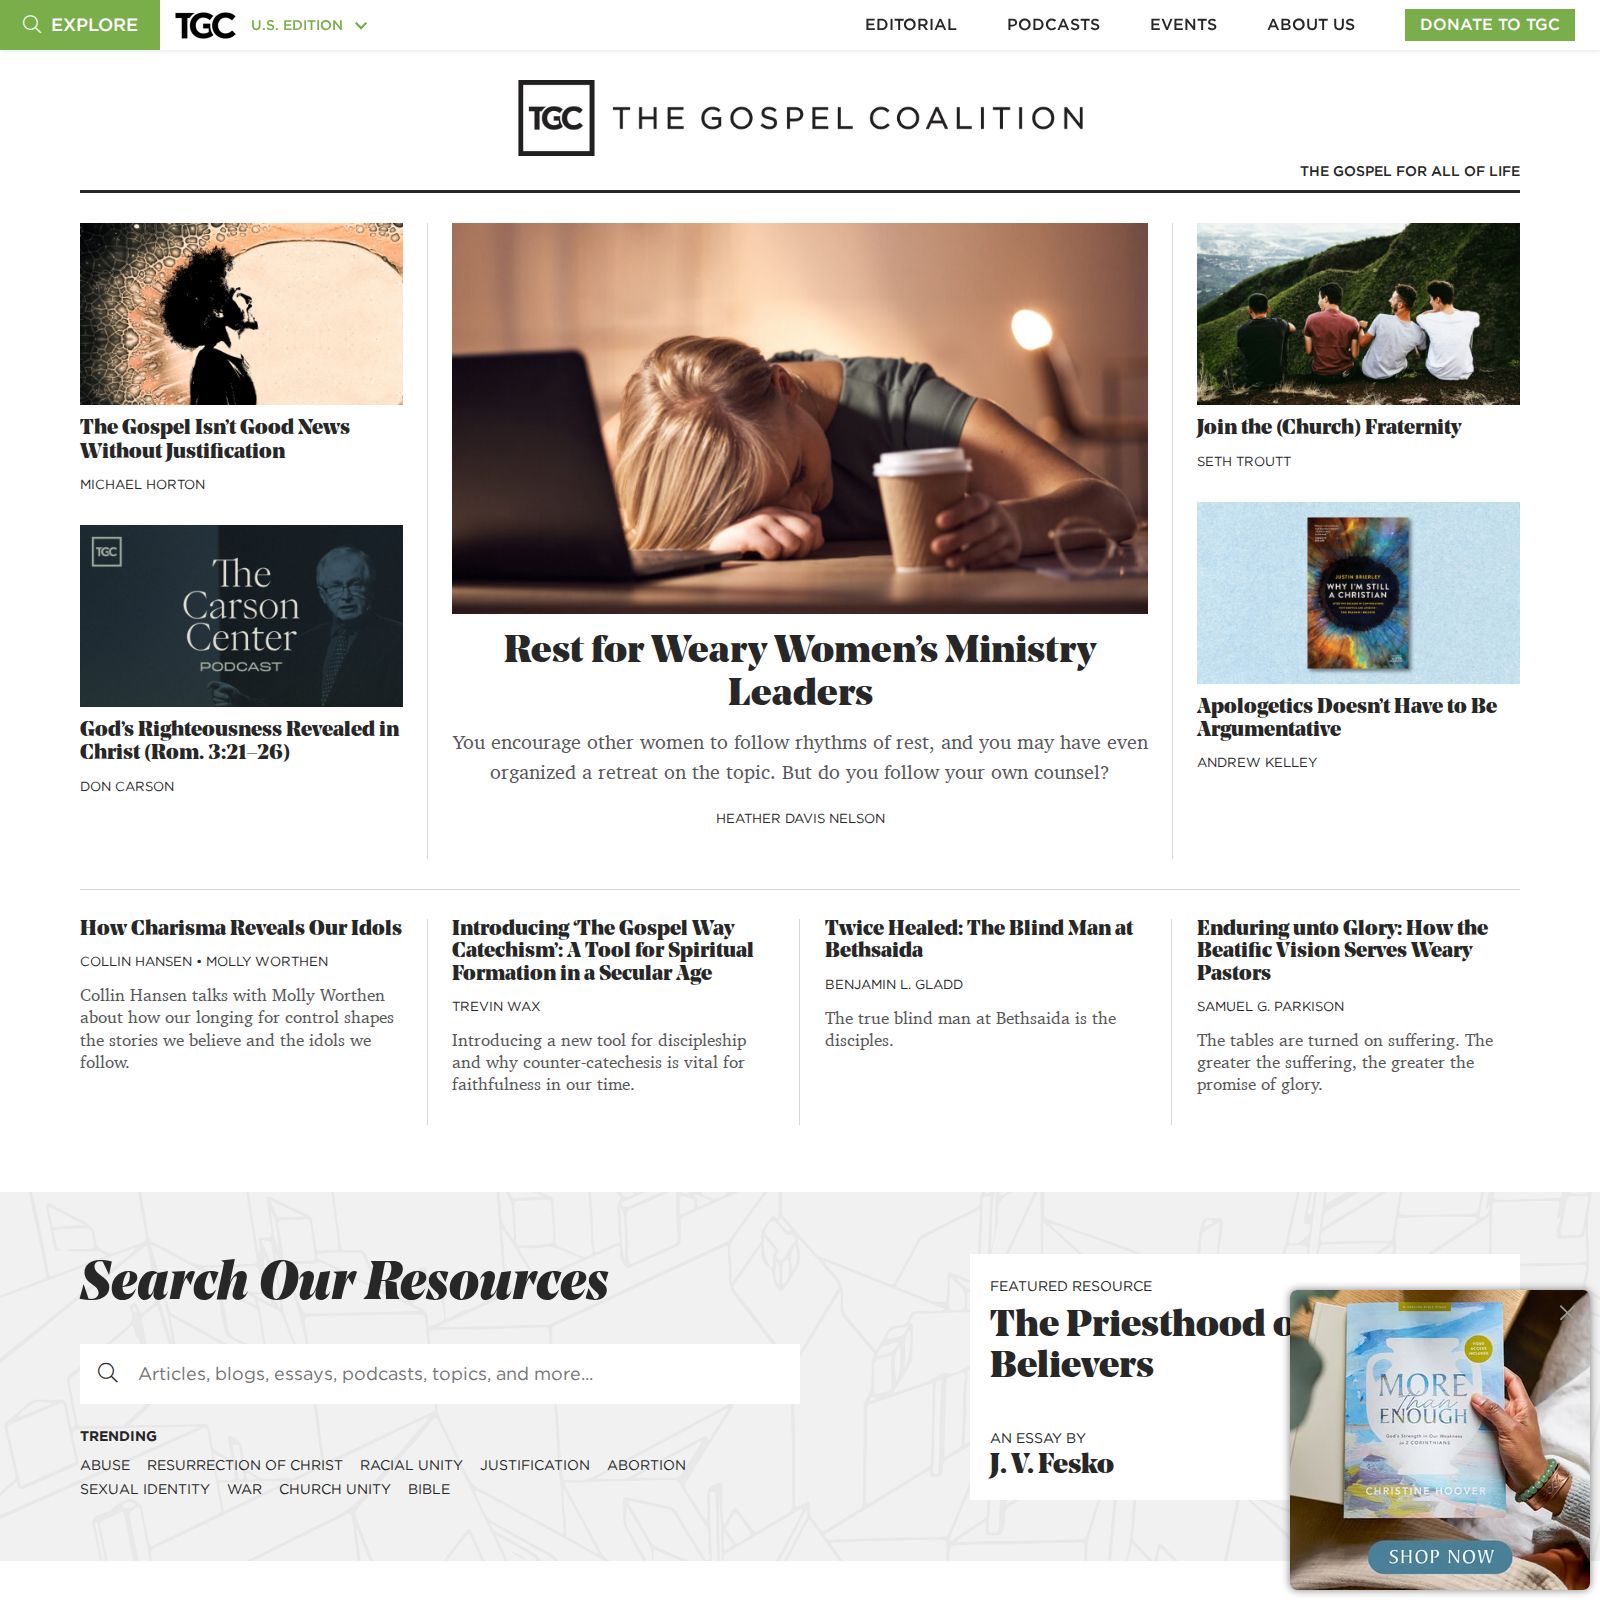 EXPLORE
TGC
U.S. EDITION
EDITORIAL
PODCASTS
EVENTS
ABOUT US
DONATE TO TGC
TGC THE GOSPEL COALITION
THE GOSPEL FOR ALL OF LIFE
The Gospel Isn’t Good News
Without Justification
MICHAEL HORTON
TGC
The
Carson
Center
PODCAST
God’s Righteousness Revealed in
Christ (Rom. 3:21–26)
DON CARSON
Rest for Weary Women’s Ministry
Leaders
You encourage other women to follow rhythms of rest, and you may have even
organized a retreat on the topic. But do you follow your own counsel?
HEATHER DAVIS NELSON
Join the (Church) Fraternity
SETH TROUTT
JUSTIN BRIERLEY
WHY I'M STILL
A CHRISTIAN
Apologetics Doesn’t Have to Be
Argumentative
ANDREW KELLEY
How Charisma Reveals Our Idols
COLLIN HANSEN • MOLLY WORTHEN
Collin Hansen talks with Molly Worthen
about how our longing for control shapes
the stories we believe and the idols we
follow.
Introducing ‘The Gospel Way
Catechism’: A Tool for Spiritual
Formation in a Secular Age
TREVIN WAX
Introducing a new tool for discipleship
and why counter-catechesis is vital for
faithfulness in our time.
Twice Healed: The Blind Man at
Bethsaida
BENJAMIN L. GLADD
The true blind man at Bethsaida is the
disciples.
Enduring unto Glory: How the
Beatific Vision Serves Weary
Pastors
SAMUEL G. PARKISON
The tables are turned on suffering. The
greater the suffering, the greater the
promise of glory.
Search Our Resources
Articles, blogs, essays, podcasts, topics, and more...
TRENDING
ABUSE RESURRECTION OF CHRIST RACIAL UNITY JUSTIFICATION ABORTION
SEXUAL IDENTITY WAR CHURCH UNITY BIBLE
FEATURED RESOURCE
The Priesthood o
Believers
AN ESSAY BY
J. V. Fesko
VIDEO
ACCESS
INCLUDED
MORE
Than
ENOUGH
God's Strength in Our Weakness
in 2 CORINTHIANS
CHRISTINE HOOVER
SHOP NOW